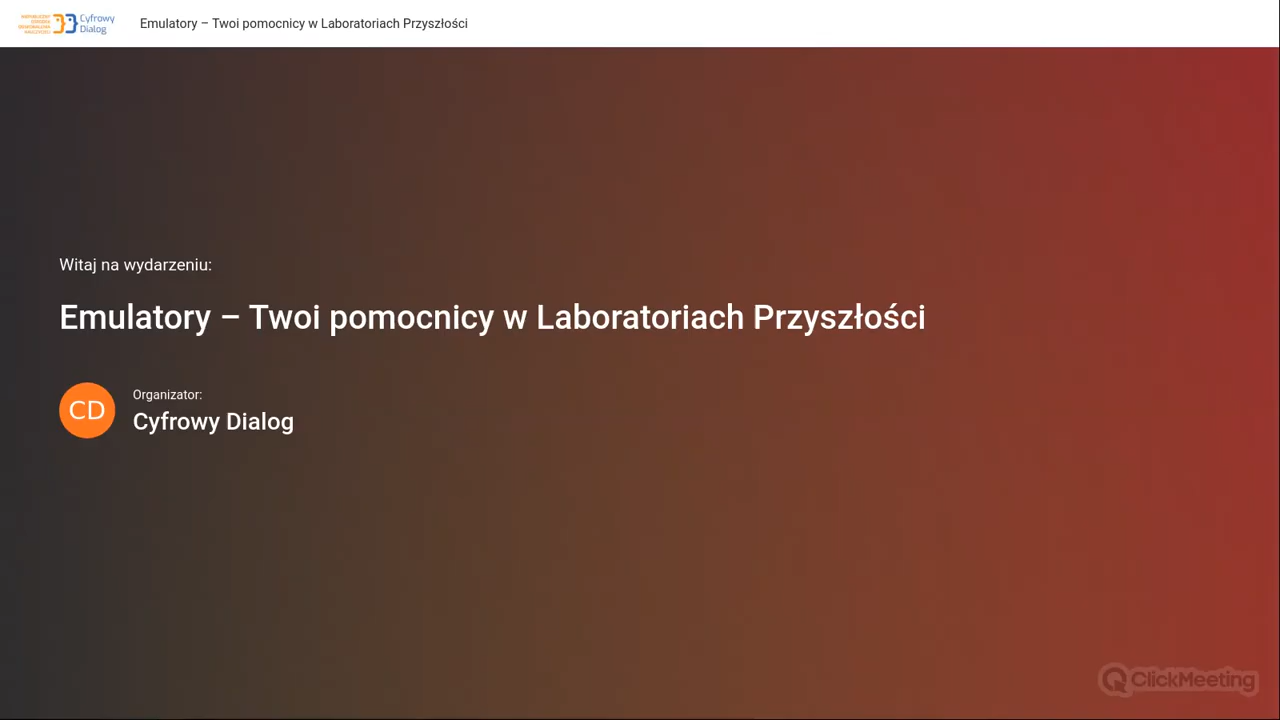 Cyfrowy
Dialog
Emulatory – Twoi pomocnicy w Laboratoriach Przyszłości
Witaj na wydarzeniu:
Emulatory – Twoi pomocnicy w Laboratoriach Przyszłości
CD
Organizator:
Cyfrowy Dialog
ClickMeeting